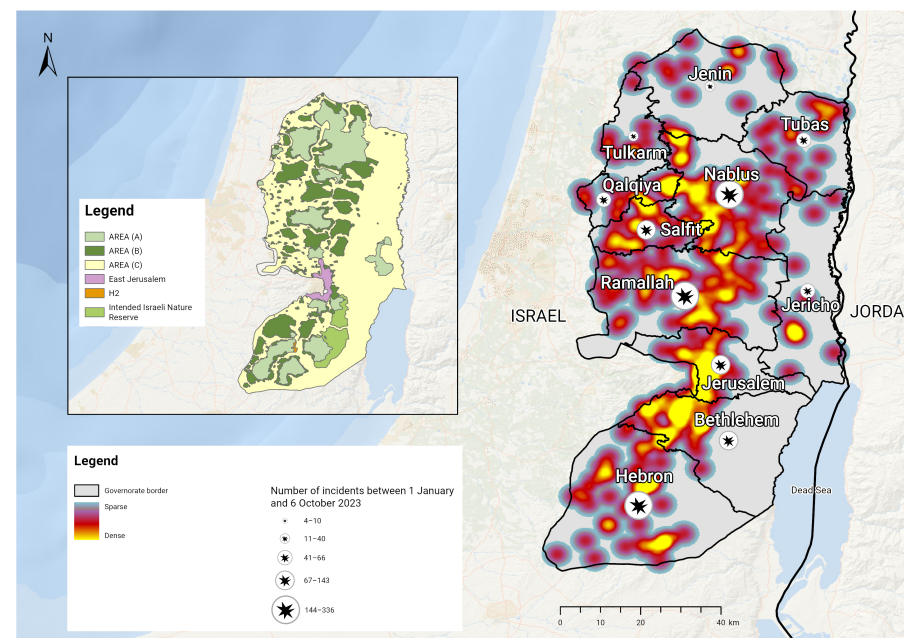 N
Legend
AREA (A)
AREA (B)
AREA (C)
East Jerusalem
H2
Intended Israeli Nature
Reserve
Legend
Governorate border
Sparse
Dense
Number of incidents between 1 January
and 6 October 2023
4–10
11–40
41–66
67–143
144–336
Jenin
Tubas
Tulkarm
Nablus
Qalqiya
Salfit
Ramallah
Jericho
ISRAEL
JORDA
Jerusalem
Bethlehem
Hebron
Dead Sea
0 10 20 40 km